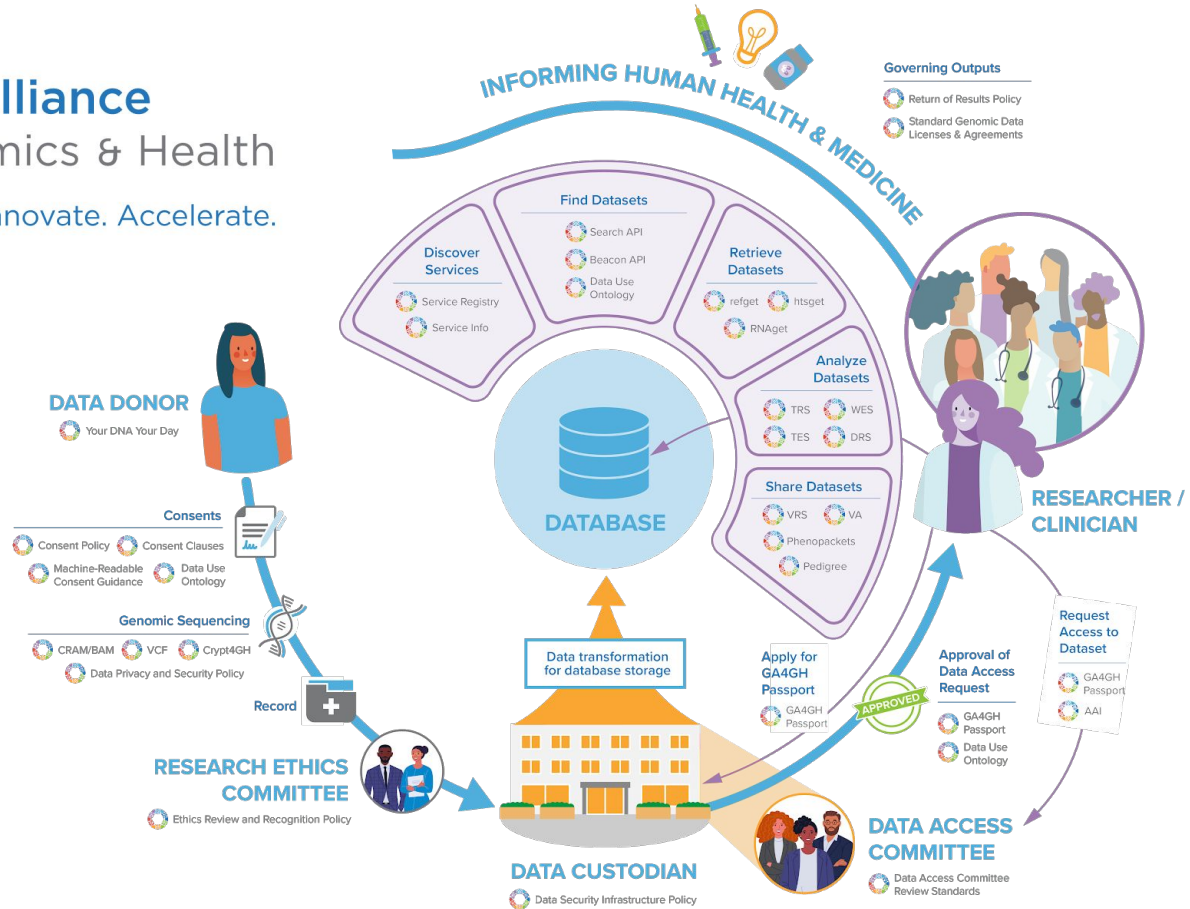 lliance
mics & Health
nnovate. Accelerate.
INFORMING HUMAN HEALTH & MEDICINE
Governing Outputs
Return of Results Policy
Standard Genomic Data
Licenses & Agreements
Discover
Services
Service Registry
Service Info
Find Datasets
Search API
Beacon API
Data Use
Ontology
Retrieve
Datasets
refget htsget
RNAget
Analyze
Datasets
TRS WES
TES DRS
Share Datasets
VRS VA
Phenopackets
Pedigree
DATABASE
DATA DONOR
Your DNA Your Day
Consents
Consent Policy Consent Clauses
Machine-Readable
Consent Guidance
Data Use
Ontology
Genomic Sequencing
CRAM/BAM VCF Crypt4GH
Data Privacy and Security Policy
Record
RESEARCH ETHICS
COMMITTEE
Ethics Review and Recognition Policy
Data transformation
for database storage
DATA CUSTODIAN
Data Security Infrastructure Policy
Apply for
GA4GH
Passport
GA4GH
Passport
APPROVED
Approval of
Data Access
Request
GA4GH
Passport
Data Use
Ontology
RESEARCHER /
CLINICIAN
Request
Access to
Dataset
GA4GH
Passport
AAI
DATA ACCESS
COMMITTEE
Data Access Committee
Review Standards